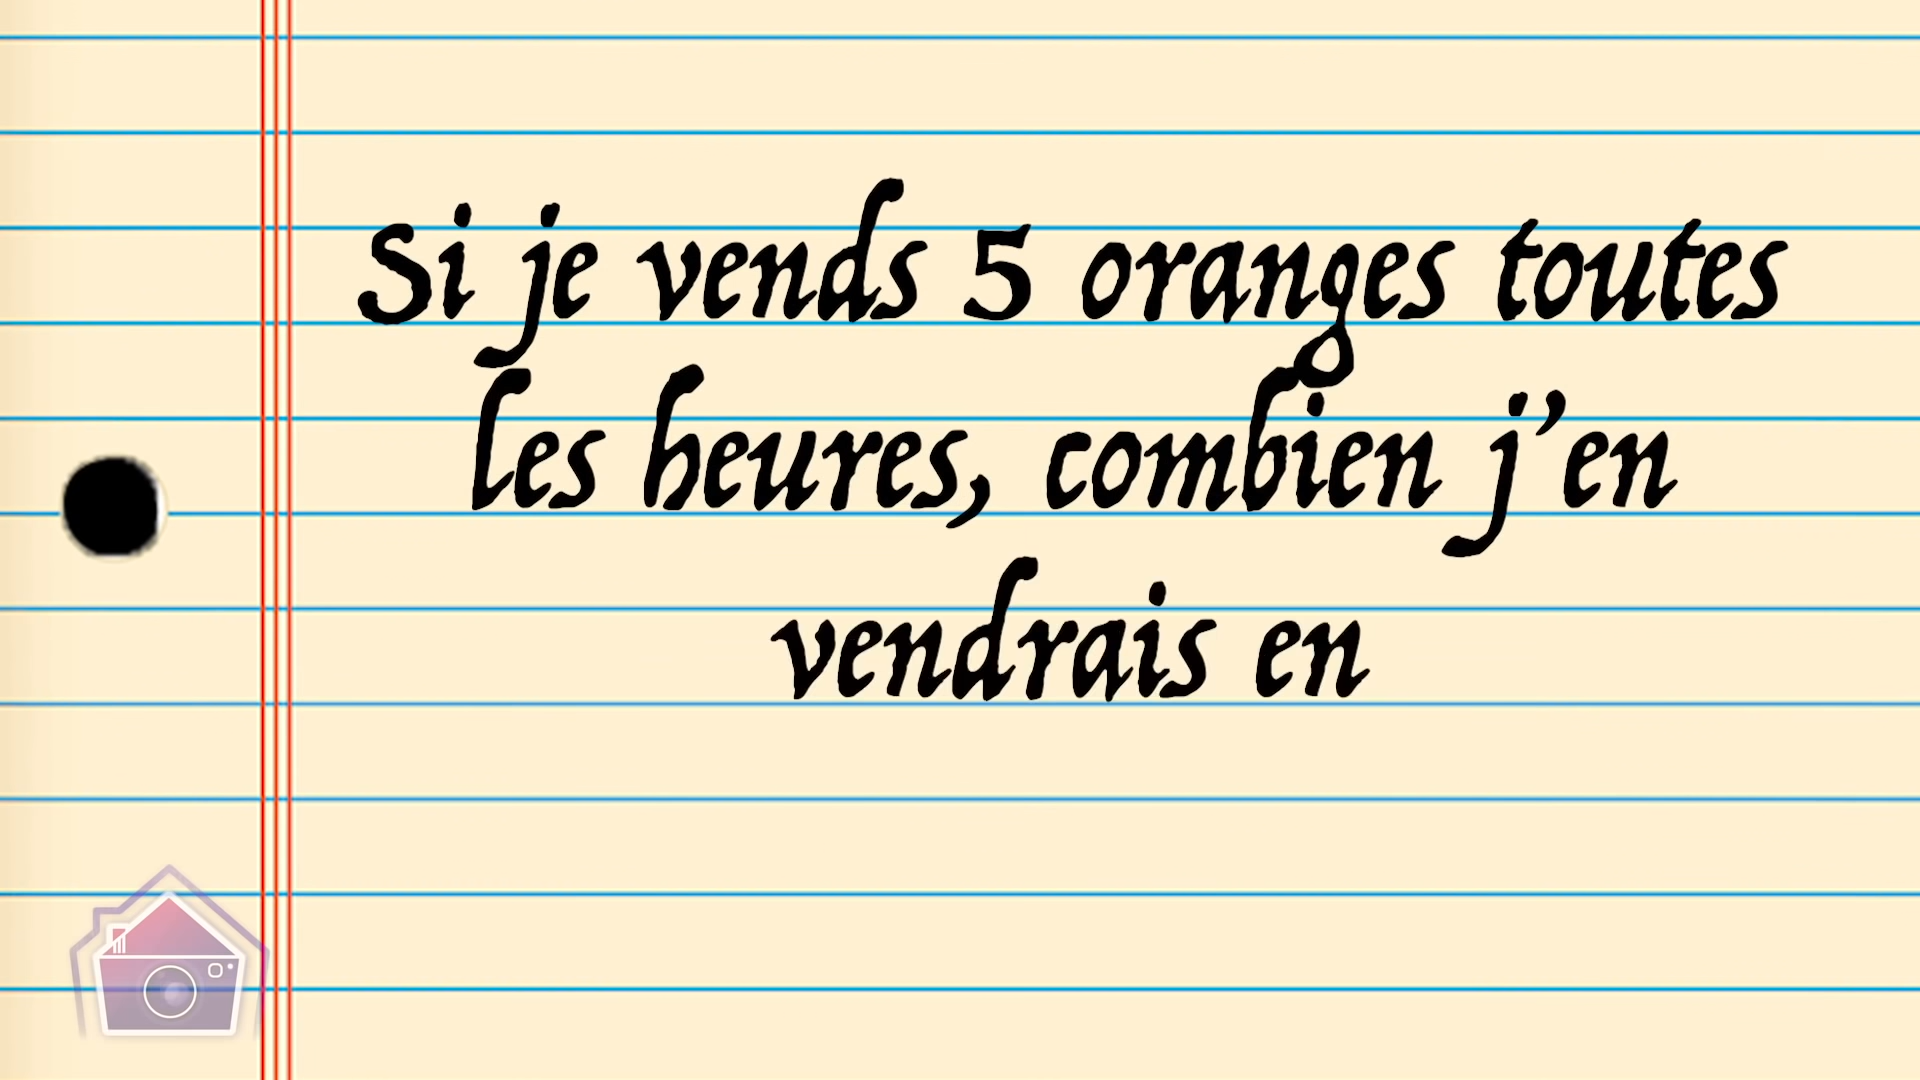 Si je vends 5 oranges toutes
les heures, combien j'en
vendrais en